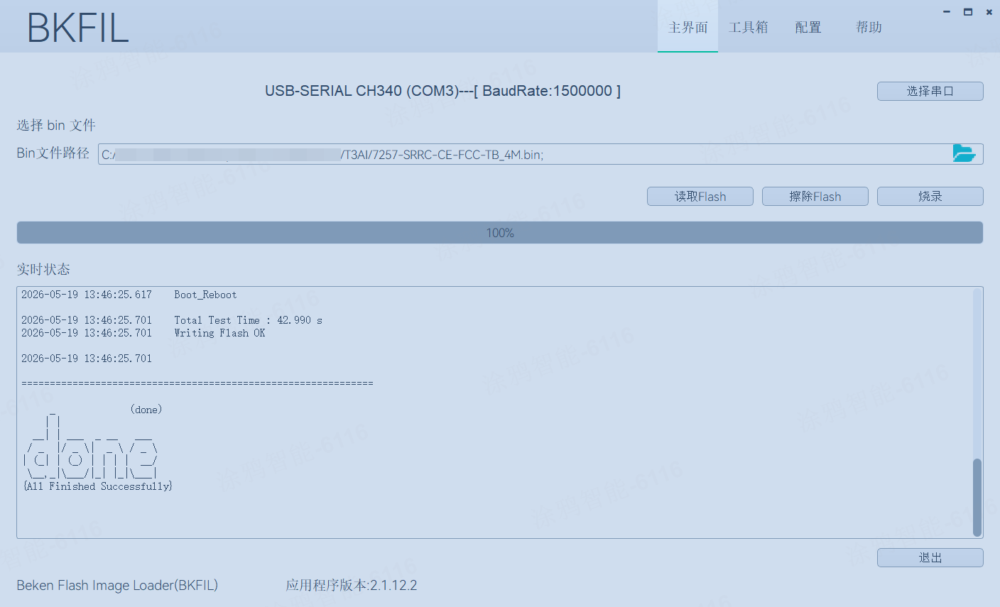 BKFIL
主界面 工具箱 配置 帮助
USB-SERIAL CH340 (COM3)---[ BaudRate:1500000 ]
选择串口
选择 bin 文件
Bin文件路径 C:/ /T3AI/7257-SRRC-CE-FCC-TB_4M.bin;
读取Flash 擦除Flash 烧录
100%
实时状态
2026-05-19 13:46:25.617 Boot_Reboot
2026-05-19 13:46:25.701 Total Test Time : 42.990 s
2026-05-19 13:46:25.701 Writing Flash OK
2026-05-19 13:46:25.701
==============================================================
(done)
done
{All Finished Successfully}
退出
Beken Flash Image Loader(BKFIL) 应用程序版本:2.1.12.2
涂鸦智能-6116